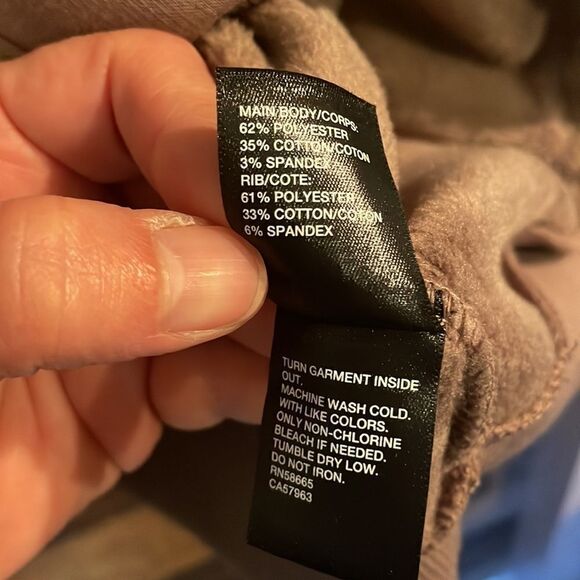 MAIN/BODY/CORPS:
62% POLYESTER
35% COTTON/COTON
3% SPANDEX
RIB/COTE:
61% POLYESTER
33% COTTON/COTON
6% SPANDEX
TURN GARMENT INSIDE
OUT.
MACHINE WASH COLD.
WITH LIKE COLORS.
ONLY NON-CHLORINE
BLEACH IF NEEDED.
TUMBLE DRY LOW.
DO NOT IRON.
RN58665
CA57963